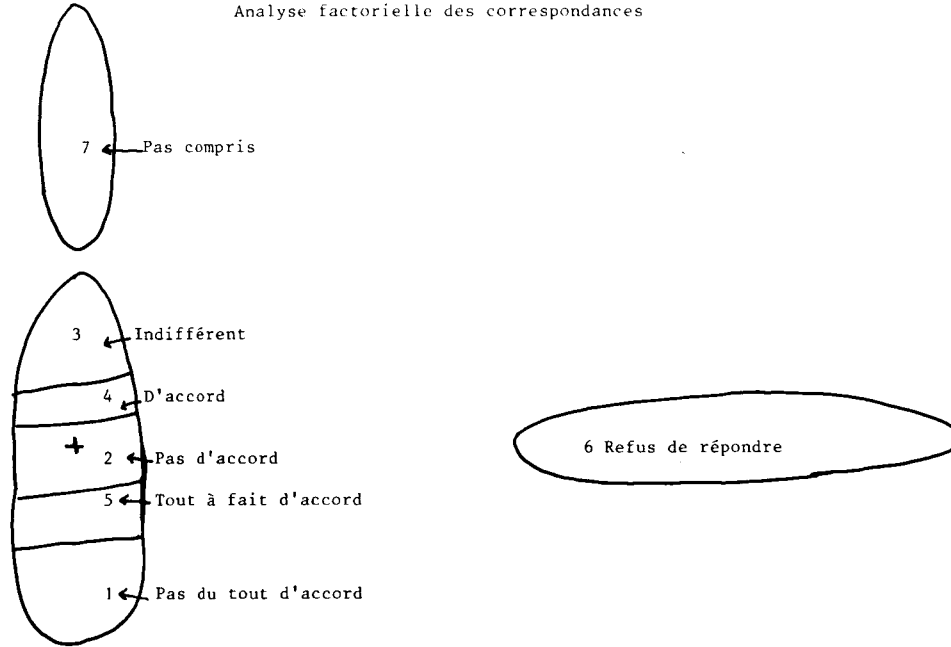 Analyse factorielle des correspondances
7 Pas compris
3 Indifférent
4 D'accord
+
2 Pas d'accord
6 Refus de répondre
5 Tout à fait d'accord
1 Pas du tout d'accord